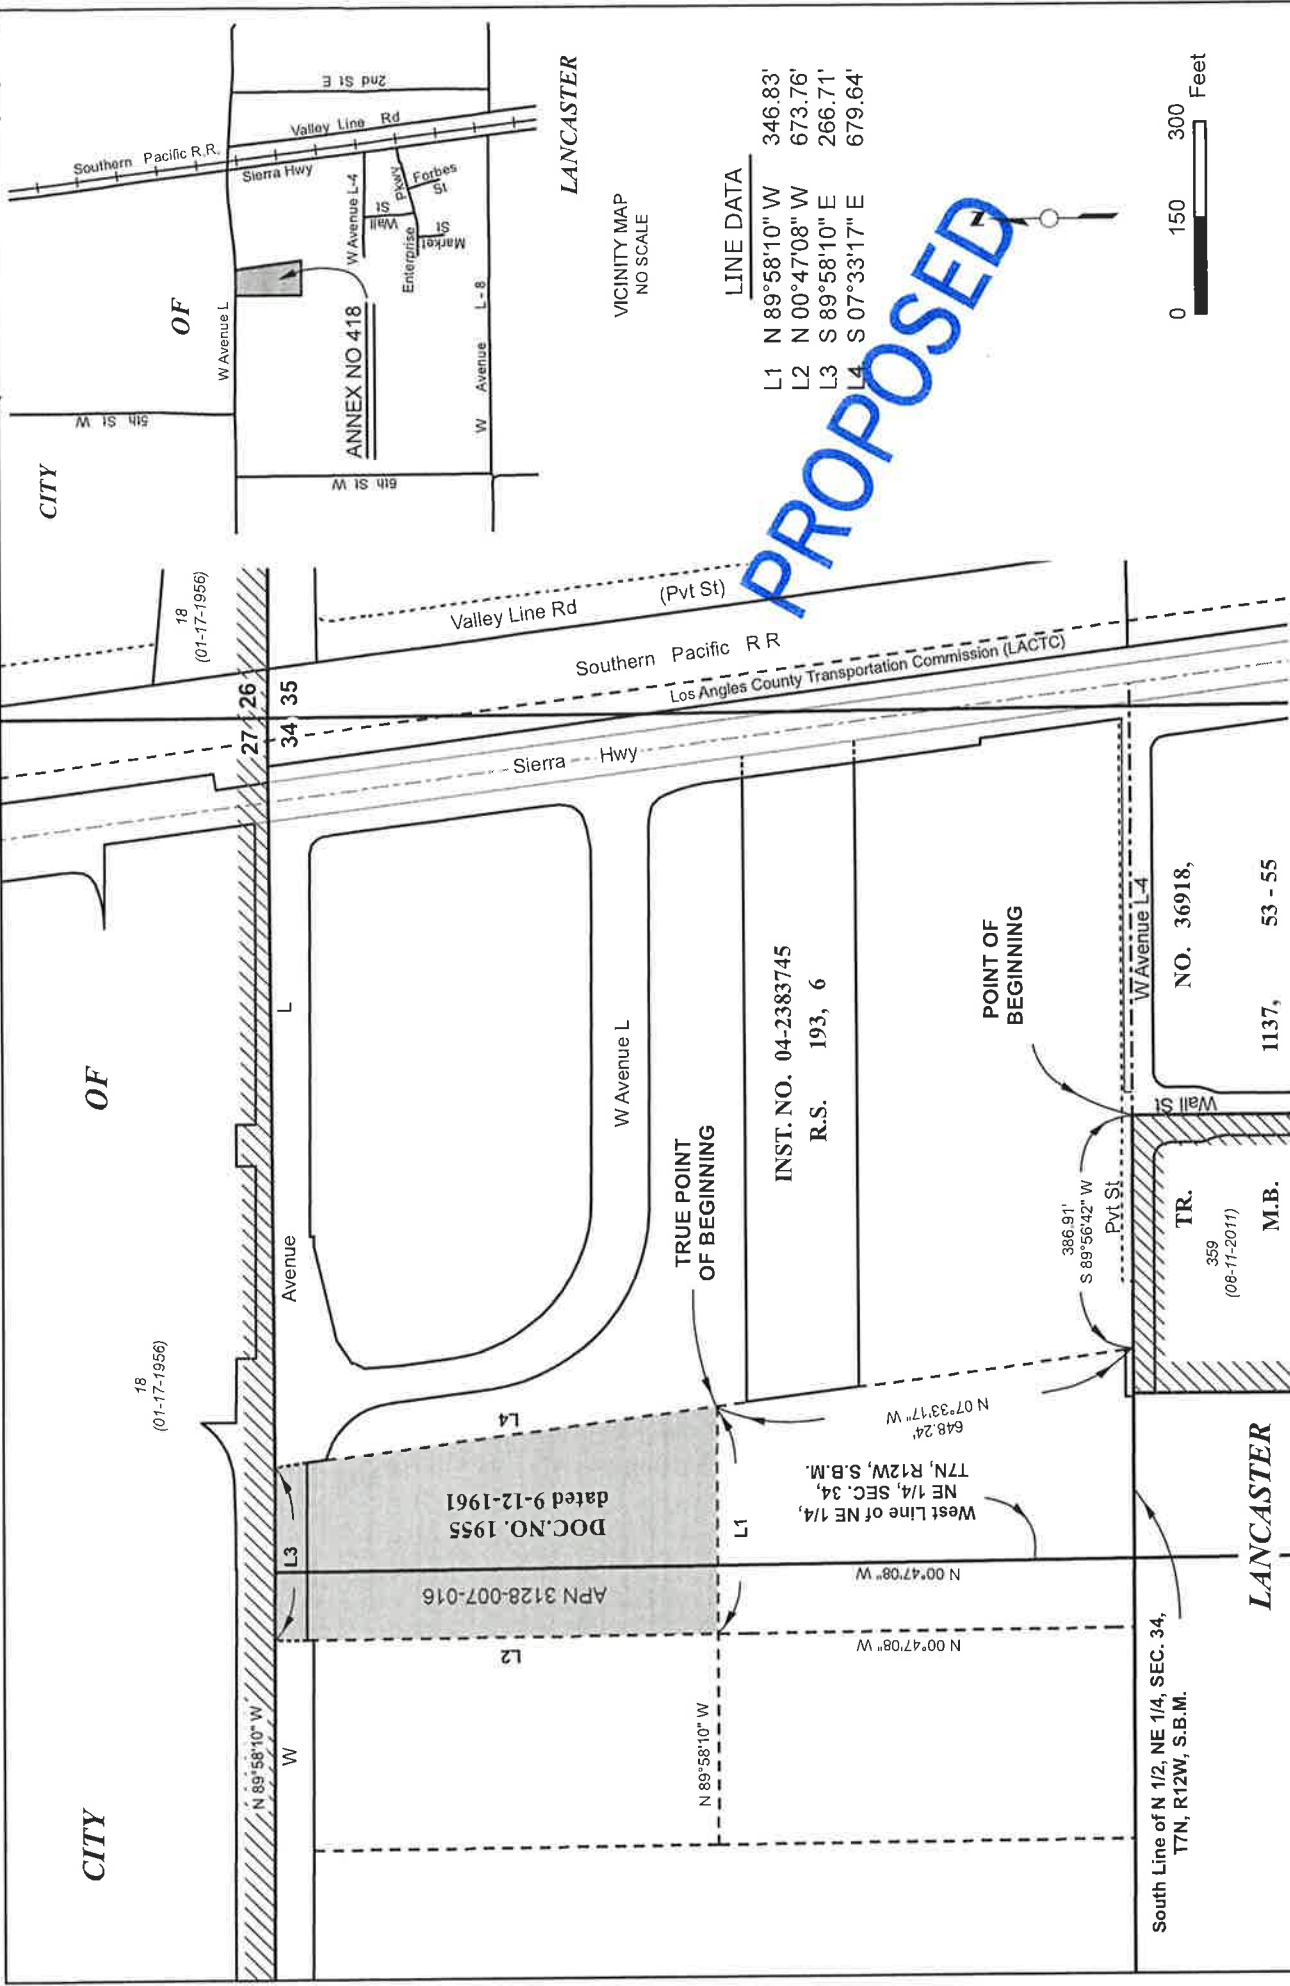 CITY
OF
LANCASTER
5th St W
W Avenue L
6th St W
ANNEX NO 418
W Avenue L - 8
Southern Pacific R.R.
Sierra Hwy
Valley Line Rd
2nd St E
W Avenue L-4
Wall St
Enterprise Pkwy
Forbes St
Market St
VICINITY MAP
NO SCALE
LINE DATA
L1 N 89°58'10" W 346.83'
L2 N 00°47'08" W 673.76'
L3 S 89°58'10" E 266.71'
L4 S 07°33'17" E 679.64'
PROPOSED
N
0 150 300
Feet
CITY
OF
18
(01-17-1956)
18
(01-17-1956)
27 26
34 35
N 89°58'10" W
W Avenue L
Valley Line Rd (Pvt St)
Southern Pacific R R
Los Angles County Transportation Commission (LACTC)
Sierra Hwy
W Avenue L
L3
L4
L2
L1
DOC.NO. 1955
dated 9-12-1961
APN 3128-007-016
TRUE POINT
OF BEGINNING
INST. NO. 04-2383745
R.S. 193, 6
POINT OF
BEGINNING
648.24'
N 07°33'17" W
West Line of NE 1/4,
NE 1/4, SEC. 34,
T7N, R12W, S.B.M.
N 00°47'08" W
N 00°47'08" W
N 89°58'10" W
386.91'
S 89°56'42" W
Pvt St
W Avenue L-4
Wall St
TR. NO. 36918,
359
(08-11-2011)
M.B. 1137, 53 - 55
South Line of N 1/2, NE 1/4, SEC. 34,
T7N, R12W, S.B.M.
LANCASTER